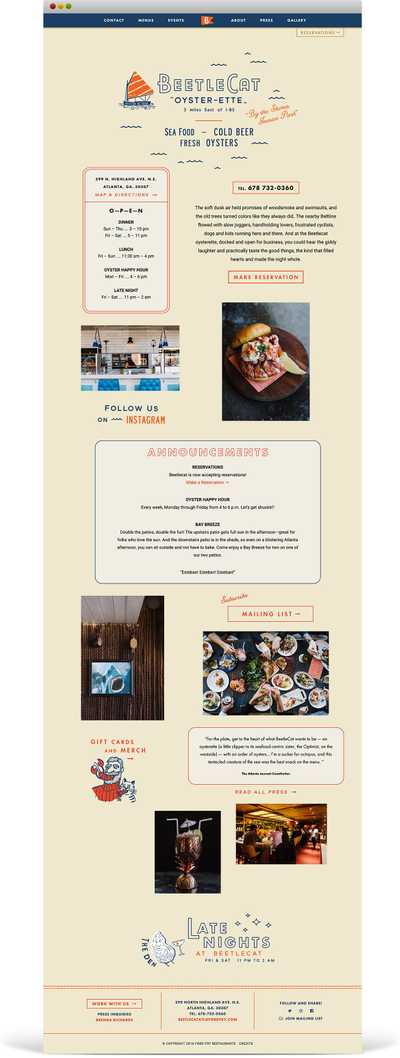 CONTACT MENUS EVENTS B. ABOUT PRESS GALLERY
RESERVATIONS
BEETLECAT
"OYSTER-ETTE"
2 miles East of I-85
"By the Inman Park"
SEA FOOD – COLD BEER
FRESH OYSTERS
299 N. HIGHLAND AVE. N.E.
ATLANTA, GA. 30307
MAP & DIRECTIONS →
O–P–E–N
DINNER
Sun – Thu ... 5 – 10 pm
Fri – Sat ... 5 – 11 pm
LUNCH
Fri – Sun ... 11:30 am – 4 pm
OYSTER HAPPY HOUR
Mon – Fri ... 4 – 6 pm
LATE NIGHT
Fri – Sat ... 11 pm – 2 am
TEL. 678 732-0360
The soft dusk air held promises of woodsmoke and swimsuits, and
the old trees turned colors like they always did. The nearby Beltline
flowed with slow joggers, handholding lovers, frustrated cyclists,
dogs and kids running here and there. And at the Beetlecat
oysterette, docked and open for business, you could hear the giddy
laughter and practically taste the good things, the kind that filled
hearts and made the night whole.
MAKE RESERVATION
FOLLOW US
ON INSTAGRAM
ANNOUNCEMENTS
RESERVATIONS
Beetlecat is now accepting reservations!
Make a Reservation →
OYSTER HAPPY HOUR
Every week, Monday through Friday from 4 to 6 p.m. Let's get shuckin'!
BAY BREEZE
Double the patios, double the fun! The upstairs patio gets full sun in the afternoon—great for
folks who love the sun. And the downstairs patio is in the shade, so even on a blistering Atlanta
afternoon, you can sit outside and not have to bake. Come enjoy a Bay Breeze for two on one of
our two patios.
"Esteban! Esteban! Esteban!"
Subscribe
MAILING LIST →
GIFT CARDS
AND MERCH
→
"For the plate, get to the heart of what BeetleCat wants to be — an
oysterette (a little clipper to its seafood-centric sister, the Optimist, on the
westside) — with an order of oysters... I'm a sucker for octopus, and this
tentacled creature of the sea was the best snack on the menu. "
The Atlanta Journal-Constitution
READ ALL PRESS →
LATE
NIGHTS
AT BEETLECAT
FRI & SAT 11 PM TO 2 AM
THE DEN
WORK WITH US →
PRESS INQUIRIES
BRENNA RICHARDS
299 NORTH HIGHLAND AVE. N.E.
ATLANTA, GA. 30307
TEL. 678-732-0360
FOLLOW AND SHARE!
JOIN MAILING LIST